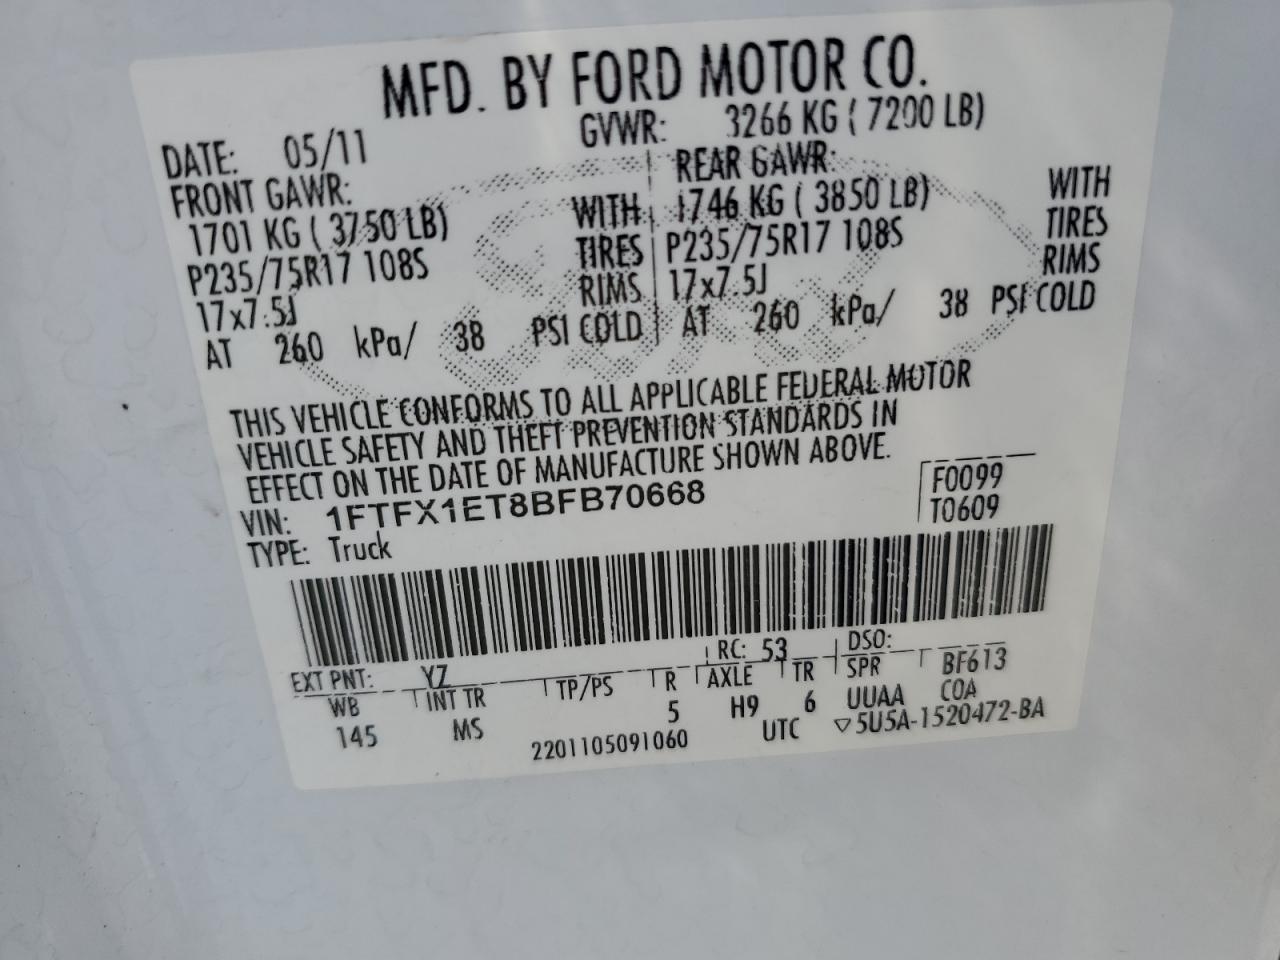 MFD. BY FORD MOTOR CO.
DATE: 05/11 GVWR: 3266 KG ( 7200 LB)
FRONT GAWR: REAR GAWR:
1701 KG ( 3750 LB) WITH 1746 KG ( 3850 LB) WITH
P235/75R17 108S TIRES P235/75R17 108S TIRES
17x7.5J RIMS 17x7.5J RIMS
AT 260 kPa/ 38 PSI COLD AT 260 kPa/ 38 PSI COLD
THIS VEHICLE CONFORMS TO ALL APPLICABLE FEDERAL MOTOR
VEHICLE SAFETY AND THEFT PREVENTION STANDARDS IN
EFFECT ON THE DATE OF MANUFACTURE SHOWN ABOVE.
VIN: 1FTFX1ET8BFB70668 F0099
TYPE: Truck T0609
EXT PNT: YZ RC: 53 DSO:
WB INT TR TP/PS R AXLE TR SPR BF613
145 MS 5 H9 6 UUAA COA
2201105091060 UTC ▽5U5A-1520472-BA